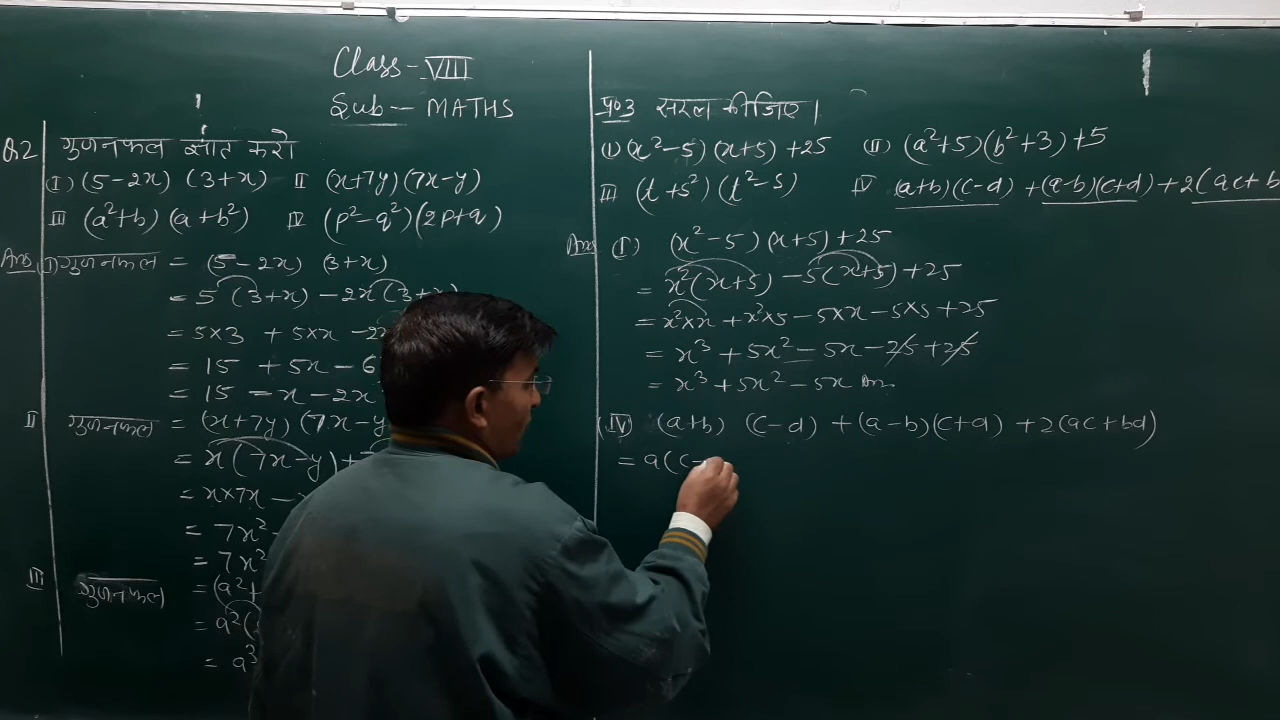 Class - VIII
Sub - MATHS
Q.2 गुणनफल ज्ञात करो
(I) (5-2x) (3+x) II (x+7y)(7x-y)
III (a²+b) (a+b²) IV (p²-q²)(2p+q)
Ans (I) गुणनफल = (5-2x) (3+x)
= 5(3+x) - 2x(3+x)
= 5×3 + 5×x - 2x
= 15 + 5x - 6
= 15 - x - 2x
II गुणनफल = (x+7y) (7x-y
= x(7x-y)+
= x×7x -
= 7x²
= 7x²
III गुणनफल = (a²+
= a²(
= a³
प्र०3 सरल कीजिए।
(I) (x²-5) (x+5) +25 (II) (a²+5)(b²+3)+5
III (t+s²) (t²-s) IV (a+b)(c-d) +(a-b)(c+d)+2(ac+b
Ans (I) (x²-5) (x+5)+25
= x²(x+5) -5(x+5)+25
= x²×x +x²×5 -5×x -5×5 +25
= x³ + 5x² - 5x - 25 + 25
= x³+5x² - 5x Ans
(IV) (a+b) (c-d) +(a-b)(c+d) +2(ac+bd)
= a(c-